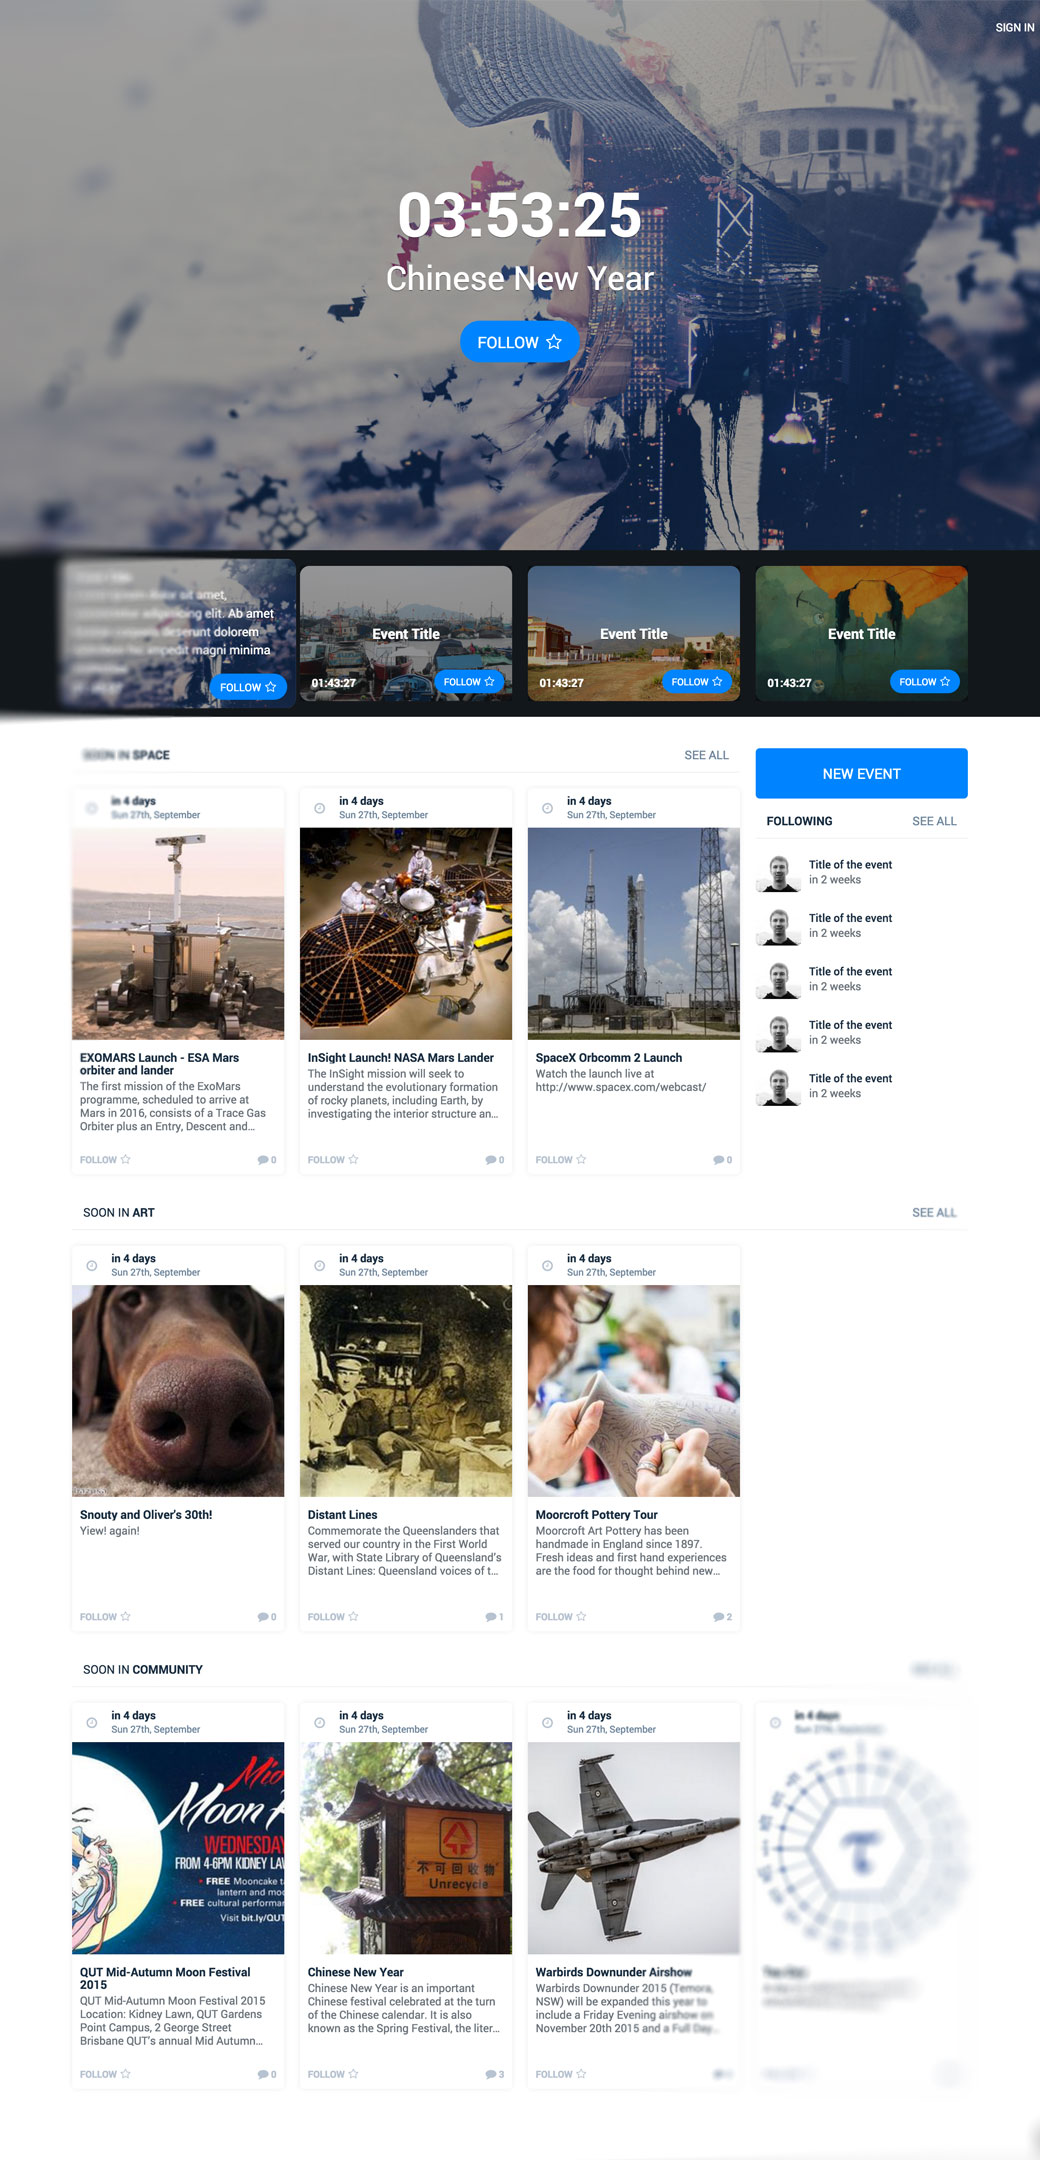 SIGN IN
03:53:25
Chinese New Year
FOLLOW
dolor sit amet,
adipisicing elit. Ab amet
deserunt dolorem
impedit magni minima
FOLLOW
Event Title
01:43:27
FOLLOW
Event Title
01:43:27
FOLLOW
Event Title
01:43:27
FOLLOW
SOON IN SPACE
SEE ALL
in 4 days
Sun 27th, September
EXOMARS Launch - ESA Mars
orbiter and lander
The first mission of the ExoMars
programme, scheduled to arrive at
Mars in 2016, consists of a Trace Gas
Orbiter plus an Entry, Descent and...
FOLLOW
0
in 4 days
Sun 27th, September
InSight Launch! NASA Mars Lander
The InSight mission will seek to
understand the evolutionary formation
of rocky planets, including Earth, by
investigating the interior structure an...
FOLLOW
0
in 4 days
Sun 27th, September
SpaceX Orbcomm 2 Launch
Watch the launch live at
http://www.spacex.com/webcast/
FOLLOW
0
NEW EVENT
FOLLOWING
SEE ALL
Title of the event
in 2 weeks
Title of the event
in 2 weeks
Title of the event
in 2 weeks
Title of the event
in 2 weeks
Title of the event
in 2 weeks
SOON IN ART
SEE ALL
in 4 days
Sun 27th, September
Snouty and Oliver's 30th!
Yiew! again!
FOLLOW
0
in 4 days
Sun 27th, September
Distant Lines
Commemorate the Queenslanders that
served our country in the First World
War, with State Library of Queensland's
Distant Lines: Queensland voices of t...
FOLLOW
1
in 4 days
Sun 27th, September
Moorcroft Pottery Tour
Moorcroft Art Pottery has been
handmade in England since 1897.
Fresh ideas and first hand experiences
are the food for thought behind new...
FOLLOW
2
SOON IN COMMUNITY
in 4 days
Sun 27th, September
Mid
Moon F
WEDNESDAY
FROM 4-6PM KIDNEY LAW
• FREE Mooncake t
lantern and moo
• FREE cultural performan
Visit bit.ly/QUT
QUT Mid-Autumn Moon Festival
2015
QUT Mid-Autumn Moon Festival 2015
Location: Kidney Lawn, QUT Gardens
Point Campus, 2 George Street
Brisbane QUT's annual Mid Autumn...
FOLLOW
0
in 4 days
Sun 27th, September
不可回收物
Unrecycle
Chinese New Year
Chinese New Year is an important
Chinese festival celebrated at the turn
of the Chinese calendar. It is also
known as the Spring Festival, the liter...
FOLLOW
3
in 4 days
Sun 27th, September
Warbirds Downunder Airshow
Warbirds Downunder 2015 (Temora,
NSW) will be expanded this year to
include a Friday Evening airshow on
November 20th 2015 and a Full Day...
FOLLOW
in 4 days
Sun 27th,